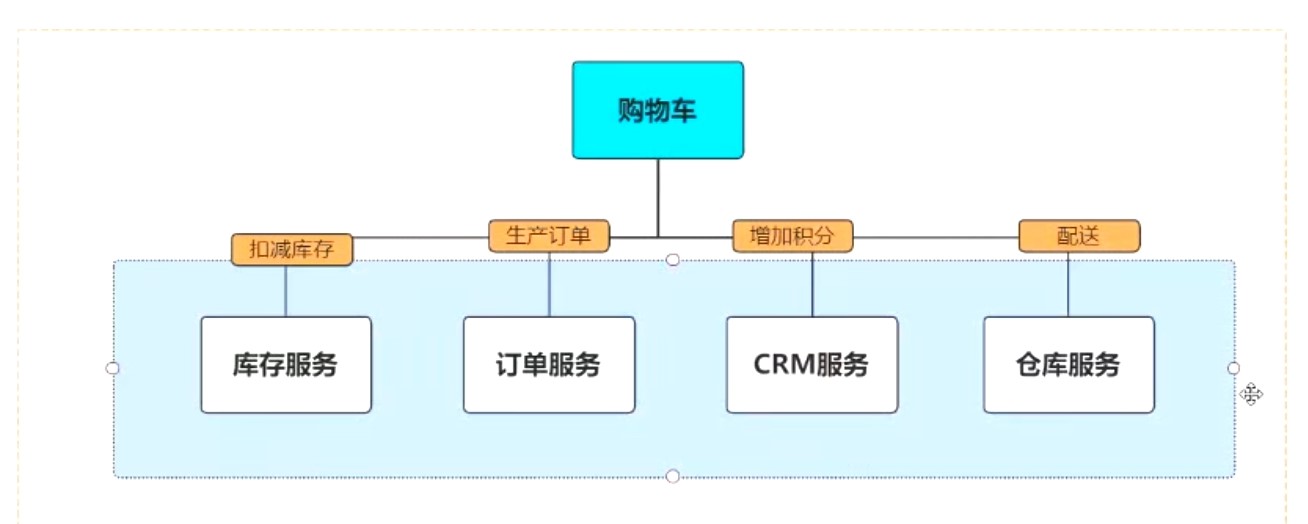 购物车
扣减库存
生产订单
增加积分
配送
库存服务
订单服务
CRM服务
仓库服务